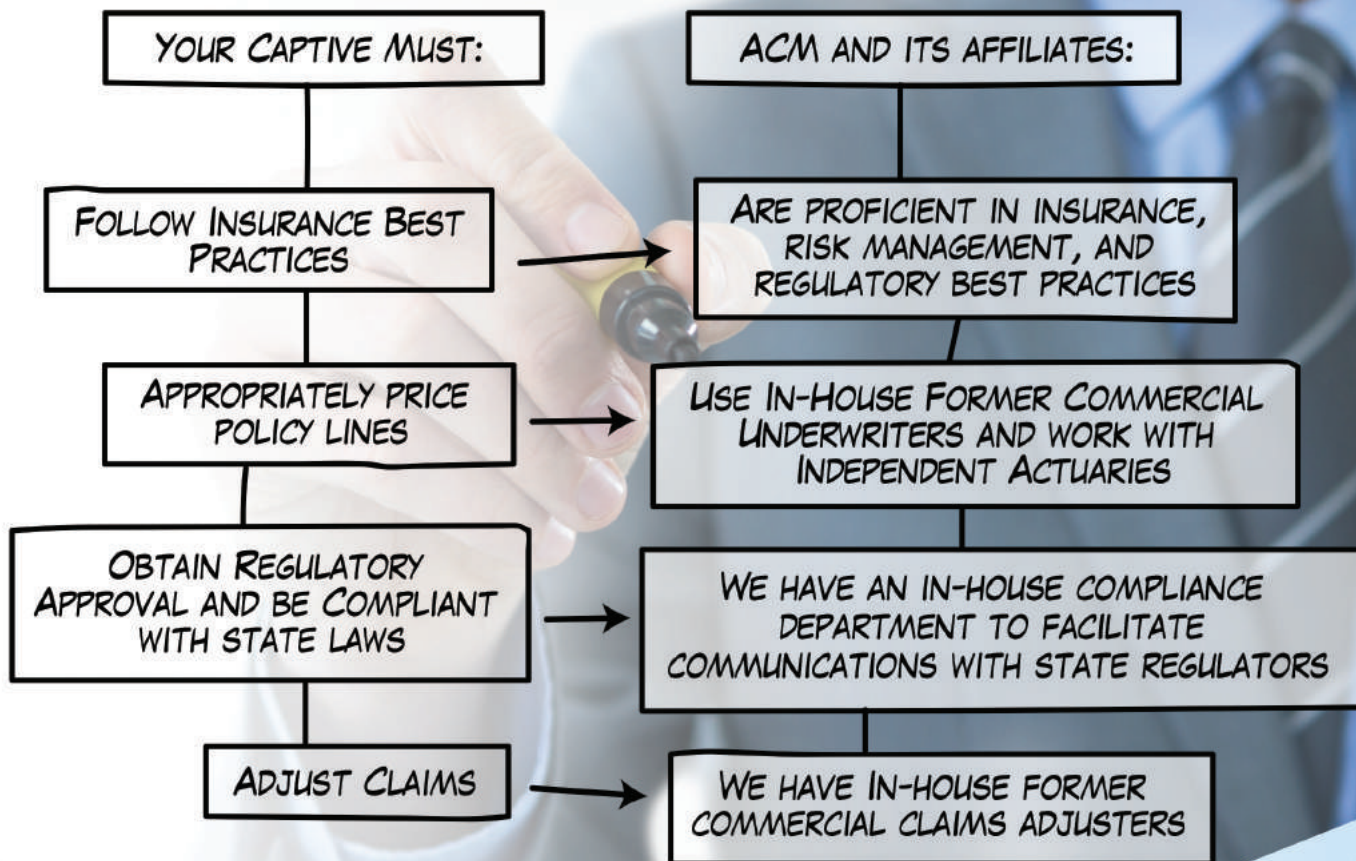 YOUR CAPTIVE MUST:
ACM AND ITS AFFILIATES:
FOLLOW INSURANCE BEST
PRACTICES
ARE PROFICIENT IN INSURANCE,
RISK MANAGEMENT, AND
REGULATORY BEST PRACTICES
APPROPRIATELY PRICE
POLICY LINES
USE IN-HOUSE FORMER COMMERCIAL
UNDERWRITERS AND WORK WITH
INDEPENDENT ACTUARIES
OBTAIN REGULATORY
APPROVAL AND BE COMPLIANT
WITH STATE LAWS
WE HAVE AN IN-HOUSE COMPLIANCE
DEPARTMENT TO FACILITATE
COMMUNICATIONS WITH STATE REGULATORS
ADJUST CLAIMS
WE HAVE IN-HOUSE FORMER
COMMERCIAL CLAIMS ADJUSTERS